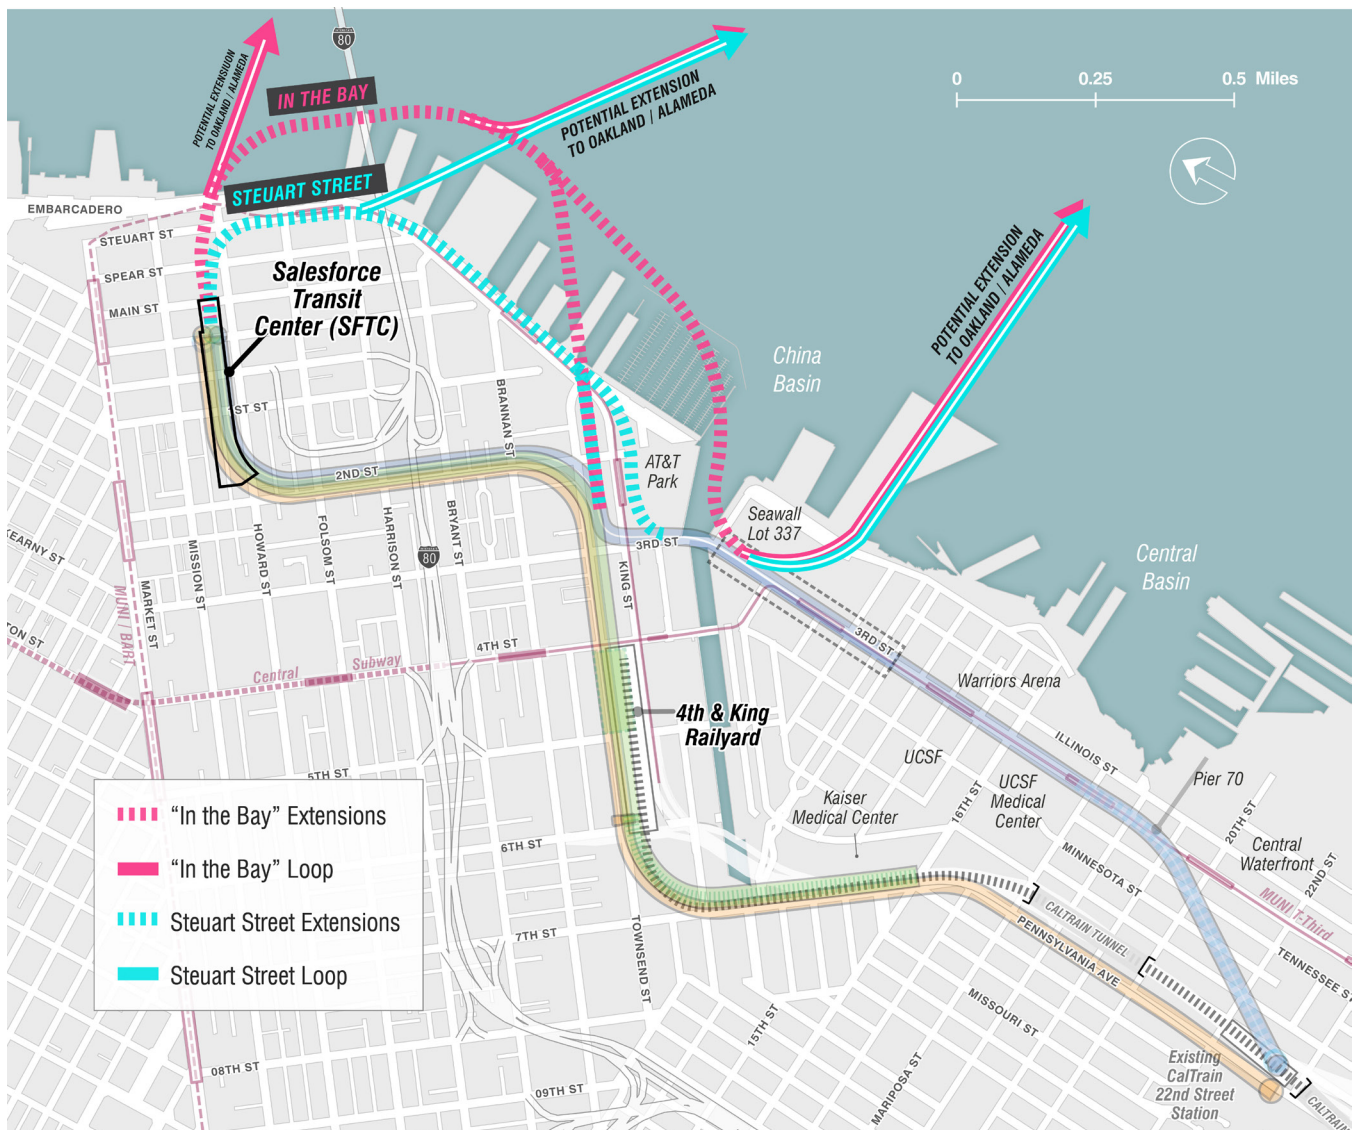 80
0
0.25
0.5 Miles
POTENTIAL EXTENSIUON
TO OAKLAND / ALAMEDA
IN THE BAY
POTENTIAL EXTENSION
TO OAKLAND / ALAMEDA
STEUART STREET
EMBARCADERO
STEUART ST
SPEAR ST
MAIN ST
Salesforce
Transit
Center (SFTC)
POTENTIAL EXTENSION
TO OAKLAND / ALAMEDA
China
Basin
1ST ST
BRANNAN ST
2ND ST
AT&T
Park
Seawall
Lot 337
KEARNY ST
MISSION ST
HOWARD ST
FOLSOM ST
HARRISON ST
BRYANT ST
80
3RD ST
Central
Basin
MARKET ST
MUNI / BART
KING ST
TON ST
Central
Subway
4TH ST
3RD ST
Warriors Arena
4th & King
Railyard
ILLINOIS ST
UCSF
UCSF
Medical
Center
Pier 70
5TH ST
Kaiser
Medical Center
16TH ST
20TH ST
"In the Bay" Extensions
"In the Bay" Loop
Steuart Street Extensions
Steuart Street Loop
6TH ST
MINNESOTA ST
Central
Waterfront
22ND ST
MUNI T-Third
7TH ST
TOWNSEND ST
CALTRAIN TUNNEL
PENNSYLVANIA AVE
TENNESSEE ST
MISSOURI ST
15TH ST
08TH ST
09TH ST
MARIPOSA ST
Existing
CalTrain
22nd Street
Station
CALTRAIN